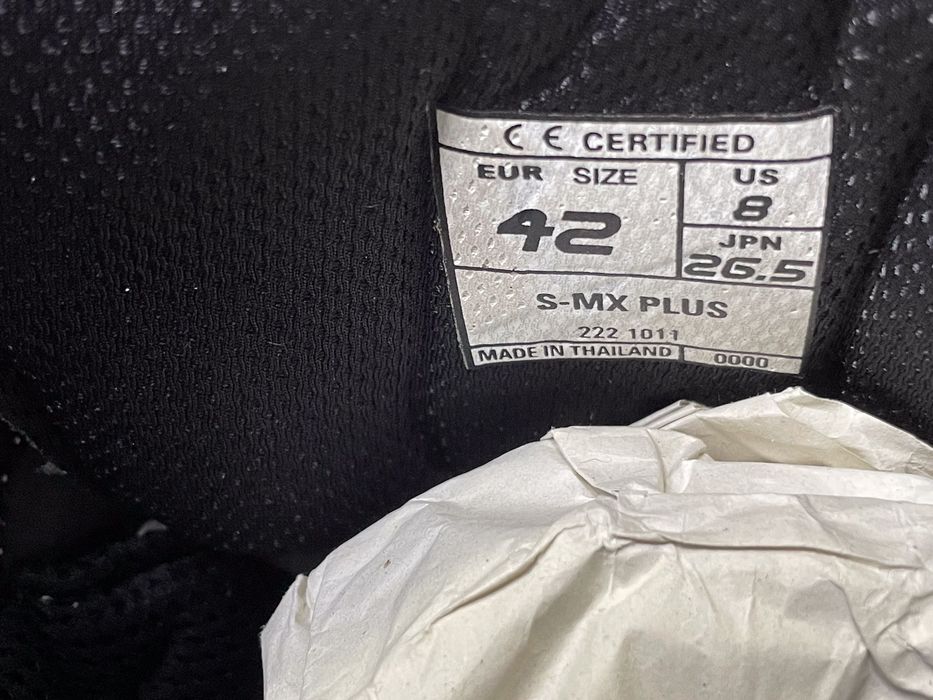 CE CERTIFIED
EUR SIZE
42
US
8
JPN
26.5
S-MX PLUS
222 1011
MADE IN THAILAND
0000